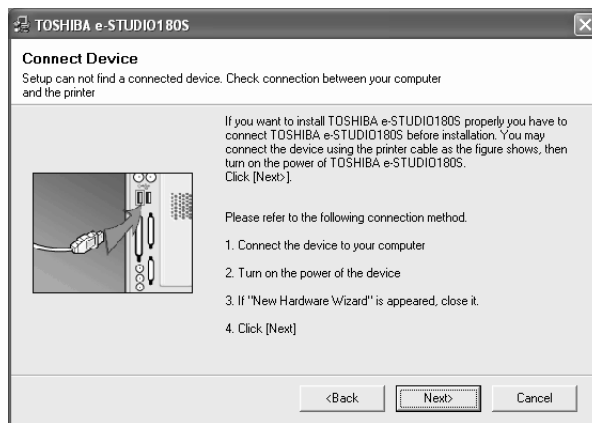 TOSHIBA e-STUDIO180S
Connect Device
Setup can not find a connected device. Check connection between your computer
and the printer
If you want to install TOSHIBA e-STUDIO180S properly you have to
connect TOSHIBA e-STUDIO180S before installation. You may
connect the device using the printer cable as the figure shows, then
turn on the power of TOSHIBA e-STUDIO180S.
Click [Next>].
Please refer to the following connection method.
1. Connect the device to your computer
2. Turn on the power of the device
3. If "New Hardware Wizard" is appeared, close it.
4. Click [Next]
<Back
Next>
Cancel